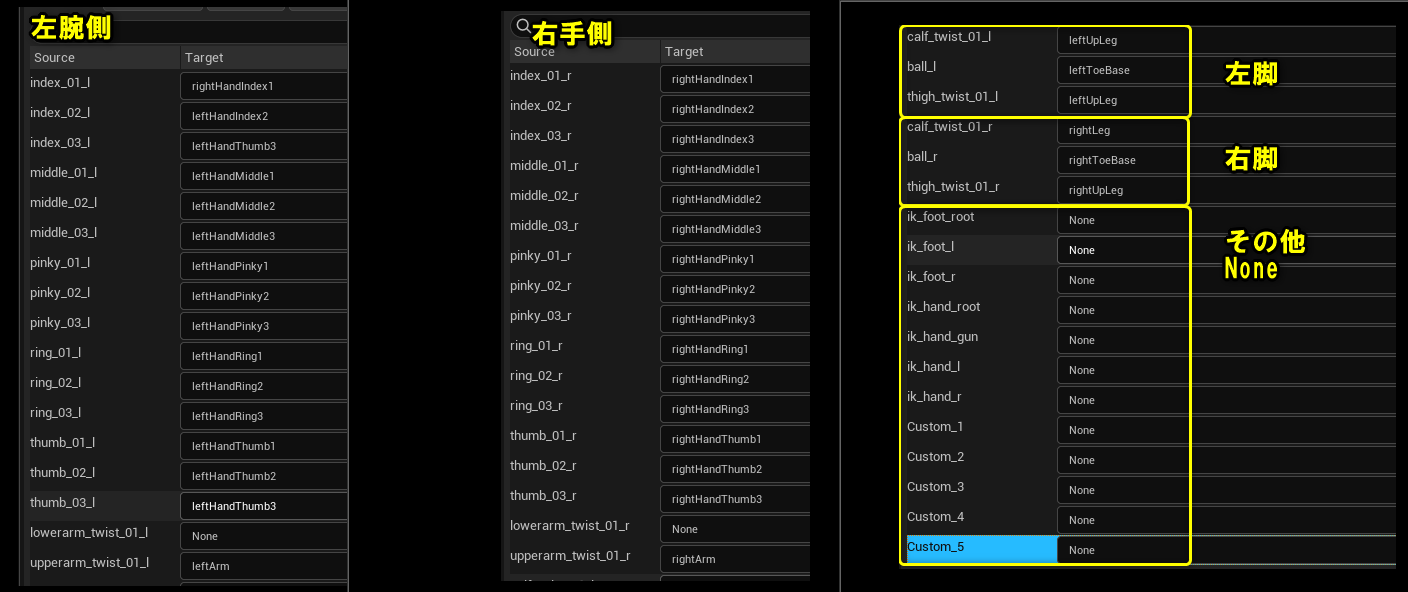 左腕側
Source Target
index_01_l rightHandIndex1
index_02_l leftHandIndex2
index_03_l leftHandThumb3
middle_01_l leftHandMiddle1
middle_02_l leftHandMiddle2
middle_03_l leftHandMiddle3
pinky_01_l leftHandPinky1
pinky_02_l leftHandPinky2
pinky_03_l leftHandPinky3
ring_01_l leftHandRing1
ring_02_l leftHandRing2
ring_03_l leftHandRing3
thumb_01_l leftHandThumb1
thumb_02_l leftHandThumb2
thumb_03_l leftHandThumb3
lowerarm_twist_01_l None
upperarm_twist_01_l leftArm
右手側
Source Target
index_01_r rightHandIndex1
index_02_r rightHandIndex2
index_03_r rightHandIndex3
middle_01_r rightHandMiddle1
middle_02_r rightHandMiddle2
middle_03_r rightHandMiddle3
pinky_01_r rightHandPinky1
pinky_02_r rightHandPinky2
pinky_03_r rightHandPinky3
ring_01_r rightHandRing1
ring_02_r rightHandRing2
ring_03_r rightHandRing3
thumb_01_r rightHandThumb1
thumb_02_r rightHandThumb2
thumb_03_r rightHandThumb3
lowerarm_twist_01_r None
upperarm_twist_01_r rightArm
calf_twist_01_l leftUpLeg
ball_l leftToeBase
thigh_twist_01_l leftUpLeg
左脚
calf_twist_01_r rightLeg
ball_r rightToeBase
thigh_twist_01_r rightUpLeg
右脚
ik_foot_root None
ik_foot_l None
ik_foot_r None
ik_hand_root None
ik_hand_gun None
ik_hand_l None
ik_hand_r None
Custom_1 None
Custom_2 None
Custom_3 None
Custom_4 None
Custom_5 None
その他
None